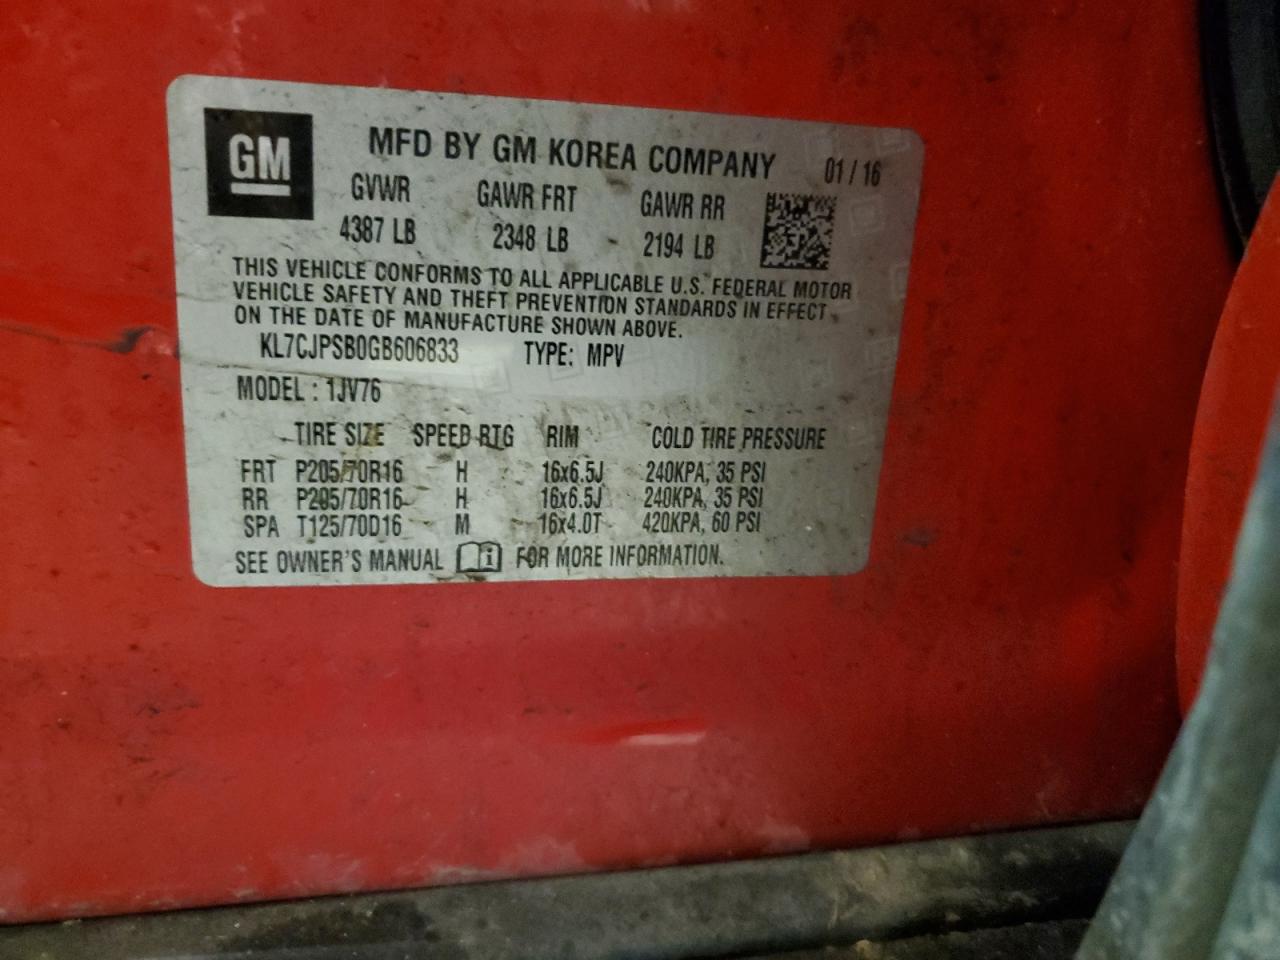 GM
MFD BY GM KOREA COMPANY 01 / 16
GVWR GAWR FRT GAWR RR
4387 LB 2348 LB 2194 LB
THIS VEHICLE CONFORMS TO ALL APPLICABLE U.S. FEDERAL MOTOR
VEHICLE SAFETY AND THEFT PREVENTION STANDARDS IN EFFECT
ON THE DATE OF MANUFACTURE SHOWN ABOVE.
KL7CJPSB0GB606833 TYPE: MPV
MODEL : 1JV76
TIRE SIZE SPEED RTG RIM COLD TIRE PRESSURE
FRT P205/70R16 H 16x6.5J 240KPA, 35 PSI
RR P205/70R16 H 16x6.5J 240KPA, 35 PSI
SPA T125/70D16 M 16x4.0T 420KPA, 60 PSI
SEE OWNER'S MANUAL i FOR MORE INFORMATION.